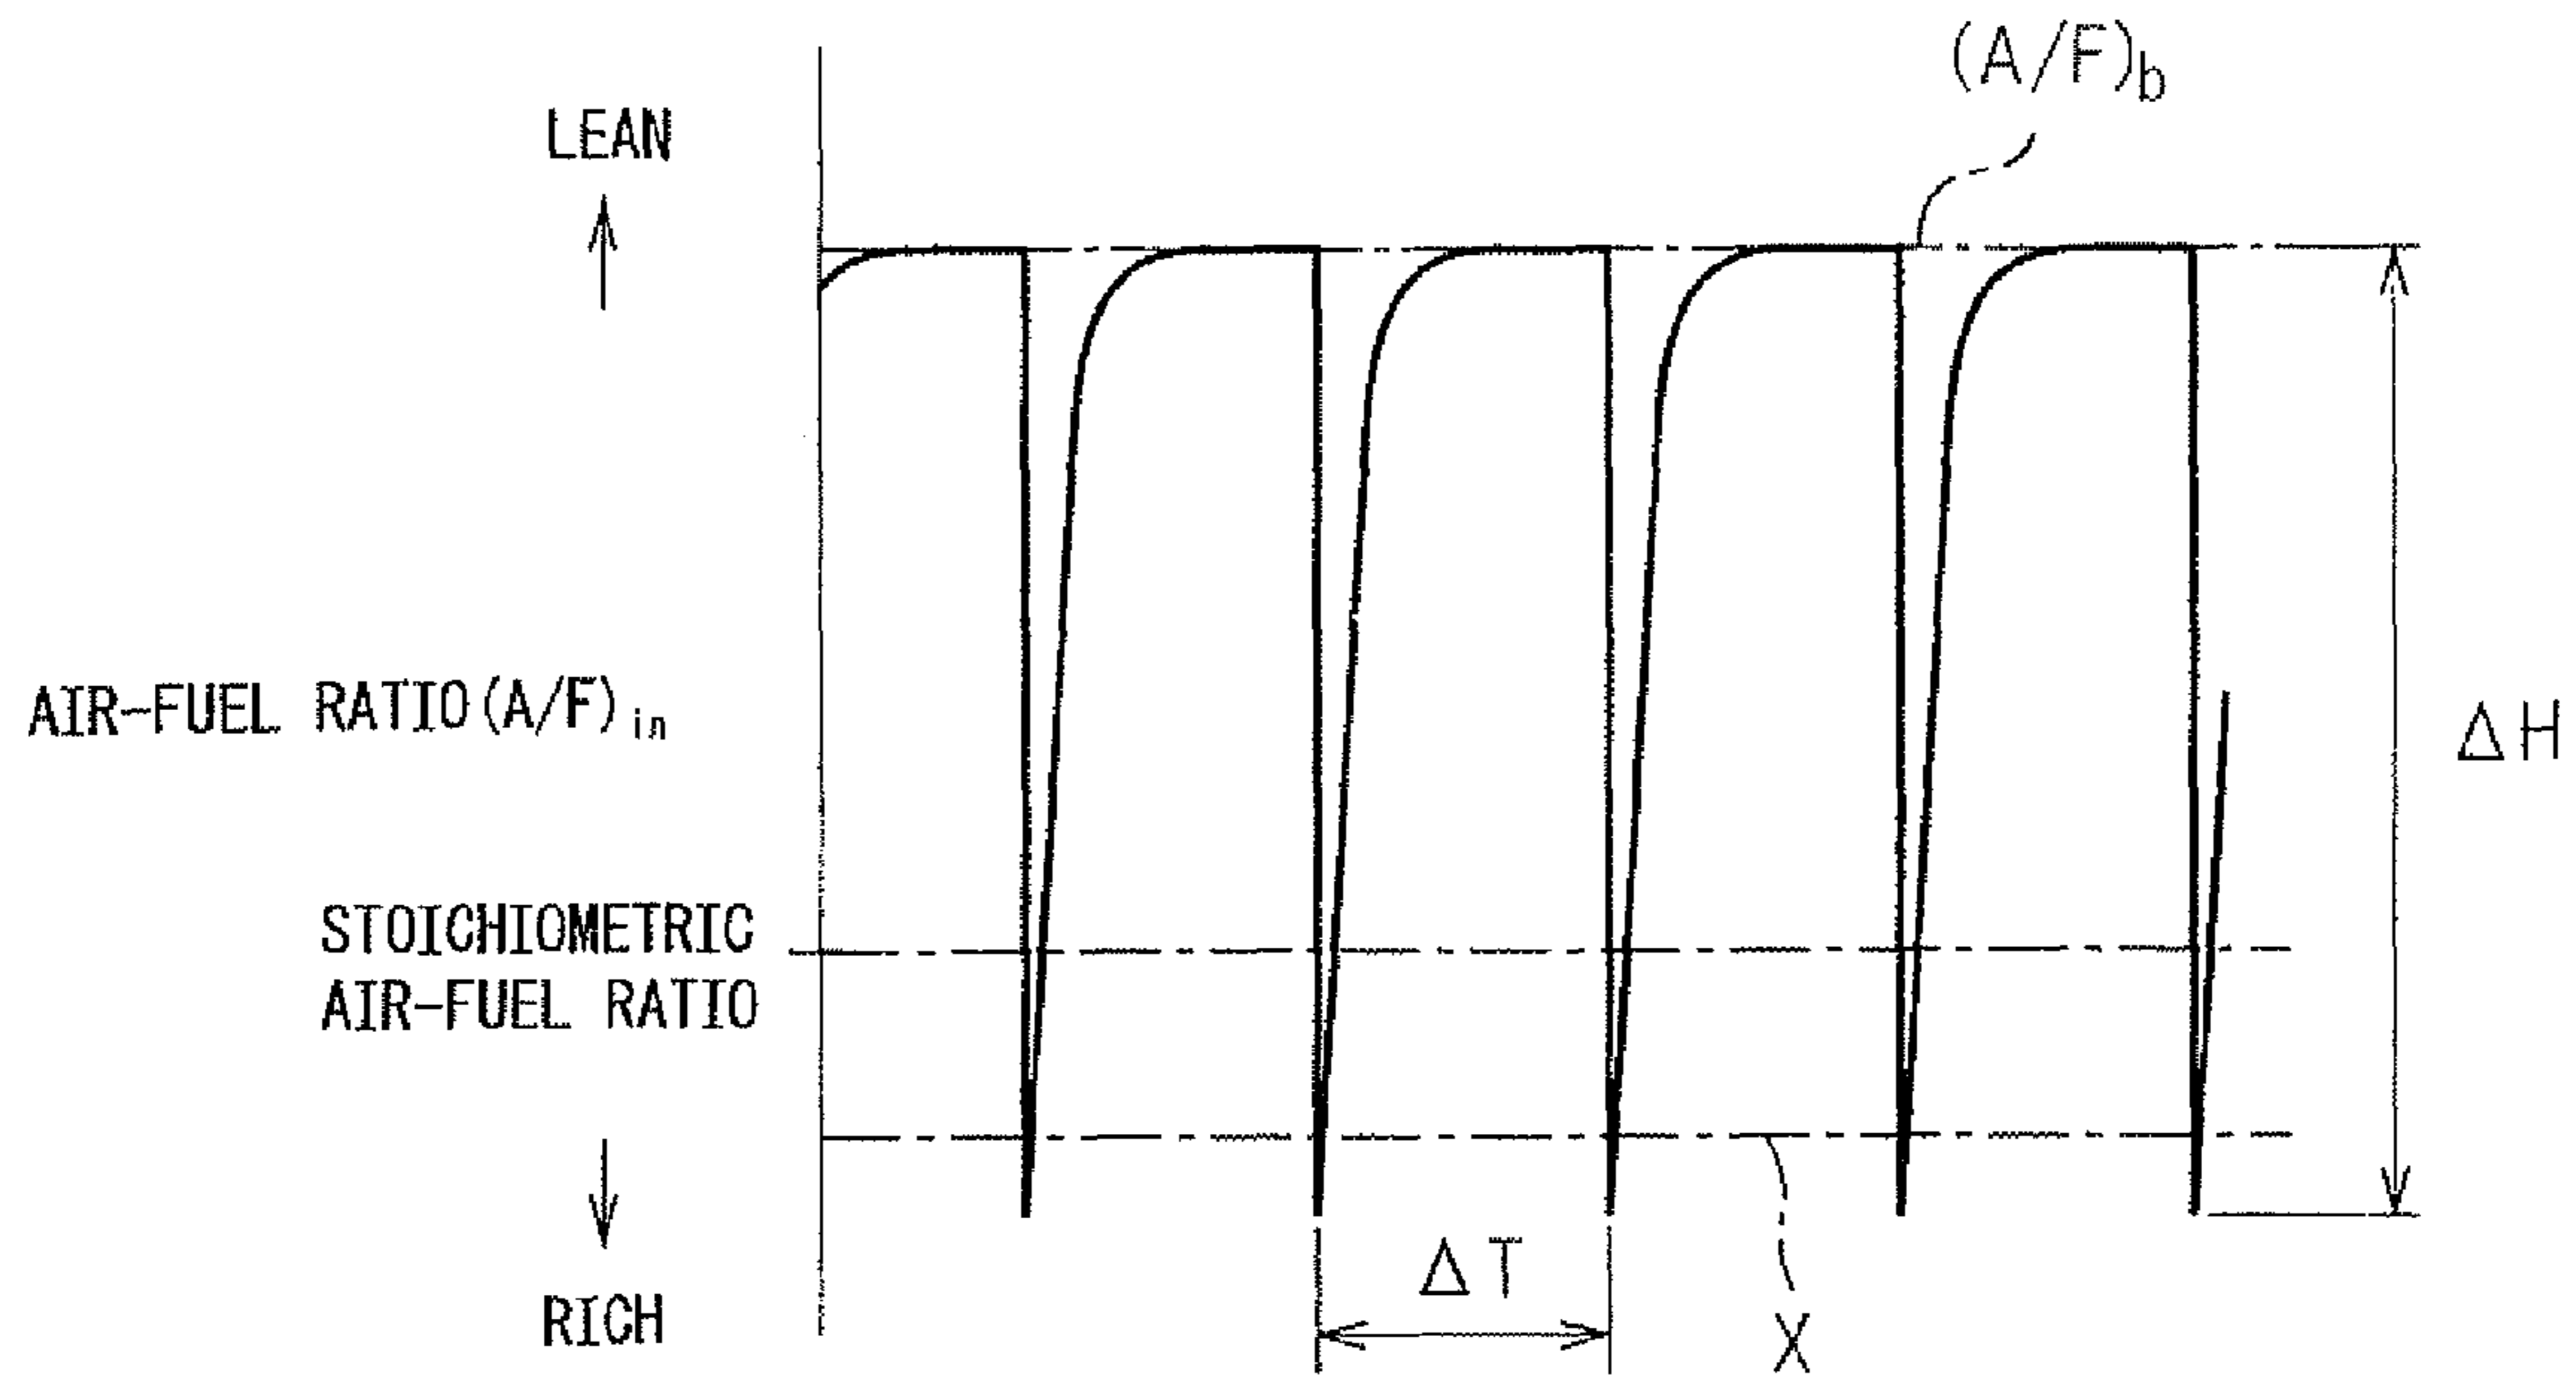 (A/F)b
LEAN
AIR-FUEL RATIO(A/F)in
ΔH
STOICHIOMETRIC
AIR-FUEL RATIO
ΔT
RICH
X